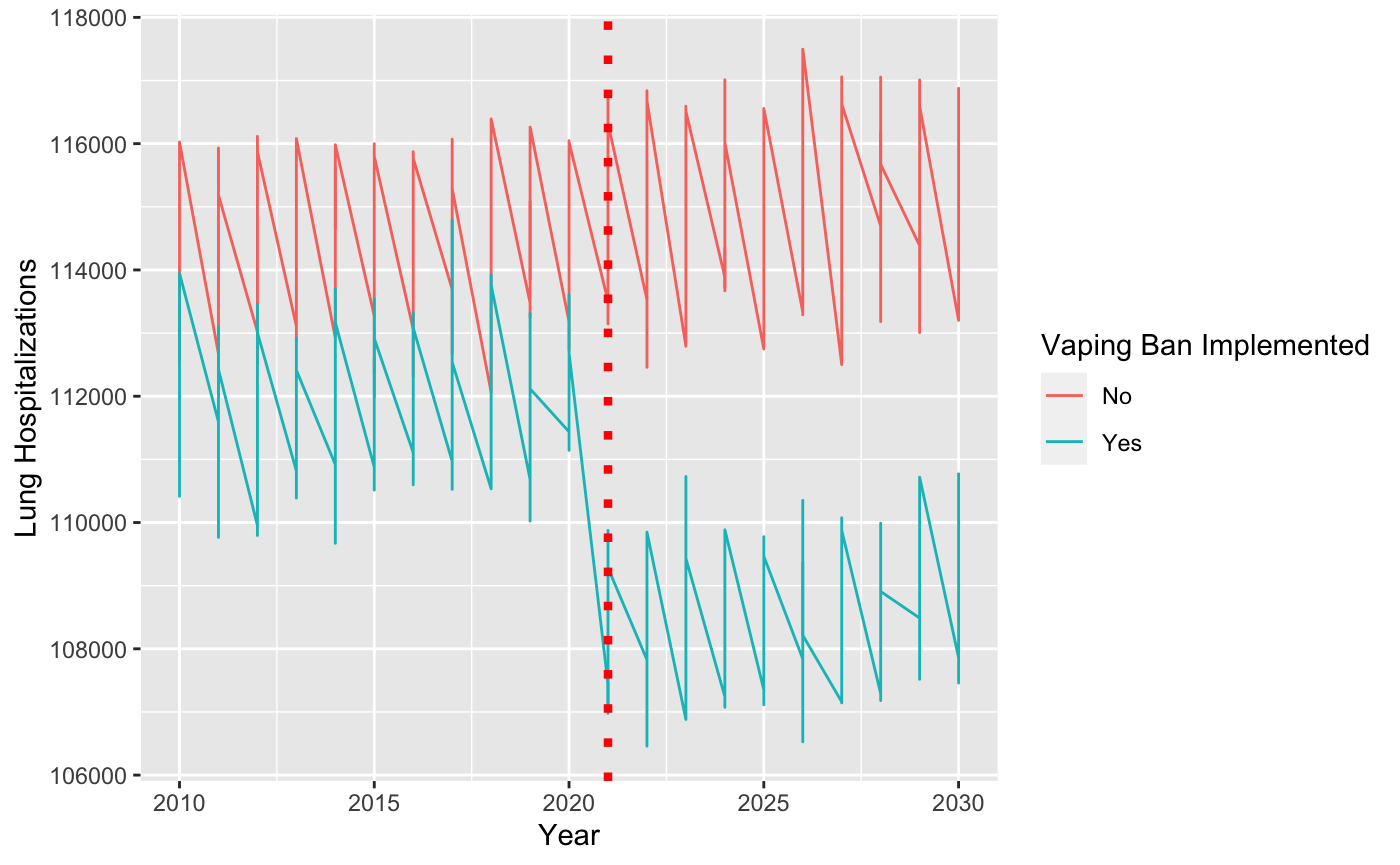 118000
116000
114000
112000
110000
108000
106000
Lung Hospitalizations
2010 2015 2020 2025 2030
Year
Vaping Ban Implemented
No
Yes